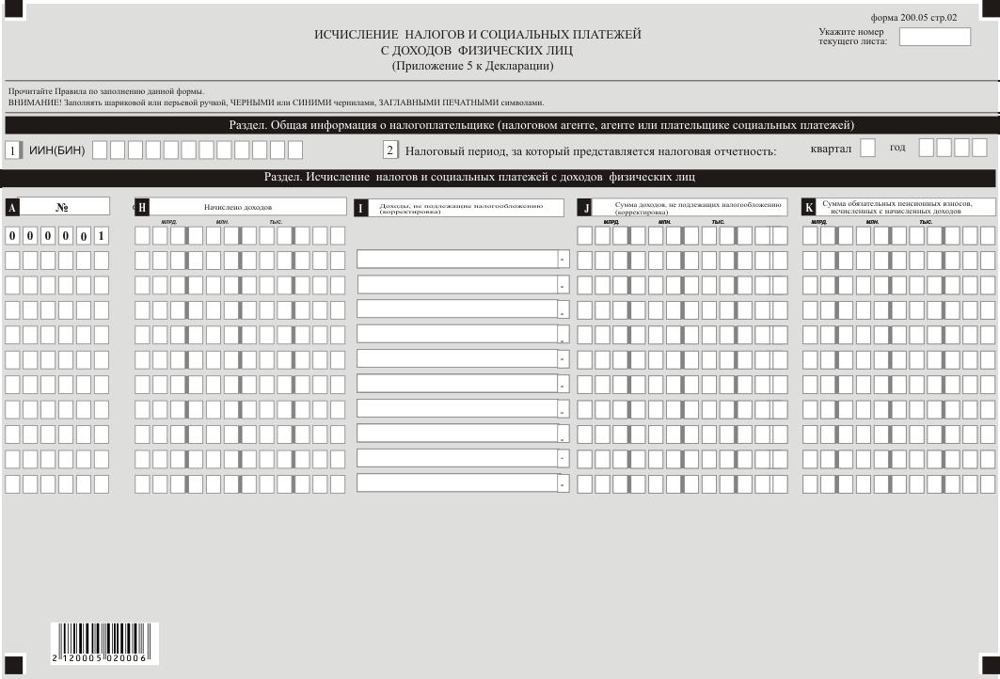 форма 200.05 стр.02
ИСЧИСЛЕНИЕ НАЛОГОВ И СОЦИАЛЬНЫХ ПЛАТЕЖЕЙ
С ДОХОДОВ ФИЗИЧЕСКИХ ЛИЦ
(Приложение 5 к Декларации)
Укажите номер
текущего листа:
Прочитайте Правила по заполнению данной формы.
ВНИМАНИЕ! Заполнять шариковой или перьевой ручкой, ЧЕРНЫМИ или СИНИМИ чернилами, ЗАГЛАВНЫМИ ПЕЧАТНЫМИ символами.
Раздел. Общая информация о налогоплательщике (налоговом агенте, агенте или плательщике социальных платежей)
1 ИИН(БИН)
2 Налоговый период, за который представляется налоговая отчетность: квартал год
Раздел. Исчисление налогов и социальных платежей с доходов физических лиц
A №
H Начислено доходов
I Доходы, не подлежащие налогообложению
(корректировка)
J Сумма доходов, не подлежащих налогообложению
(корректировка)
K Сумма обязательных пенсионных взносов,
исчисленных с начисленных доходов
МЛРД. МЛН. ТЫС. МЛРД. МЛН. ТЫС. МЛРД. МЛН. ТЫС.
0 0 0 0 0 1
2 120005 020006